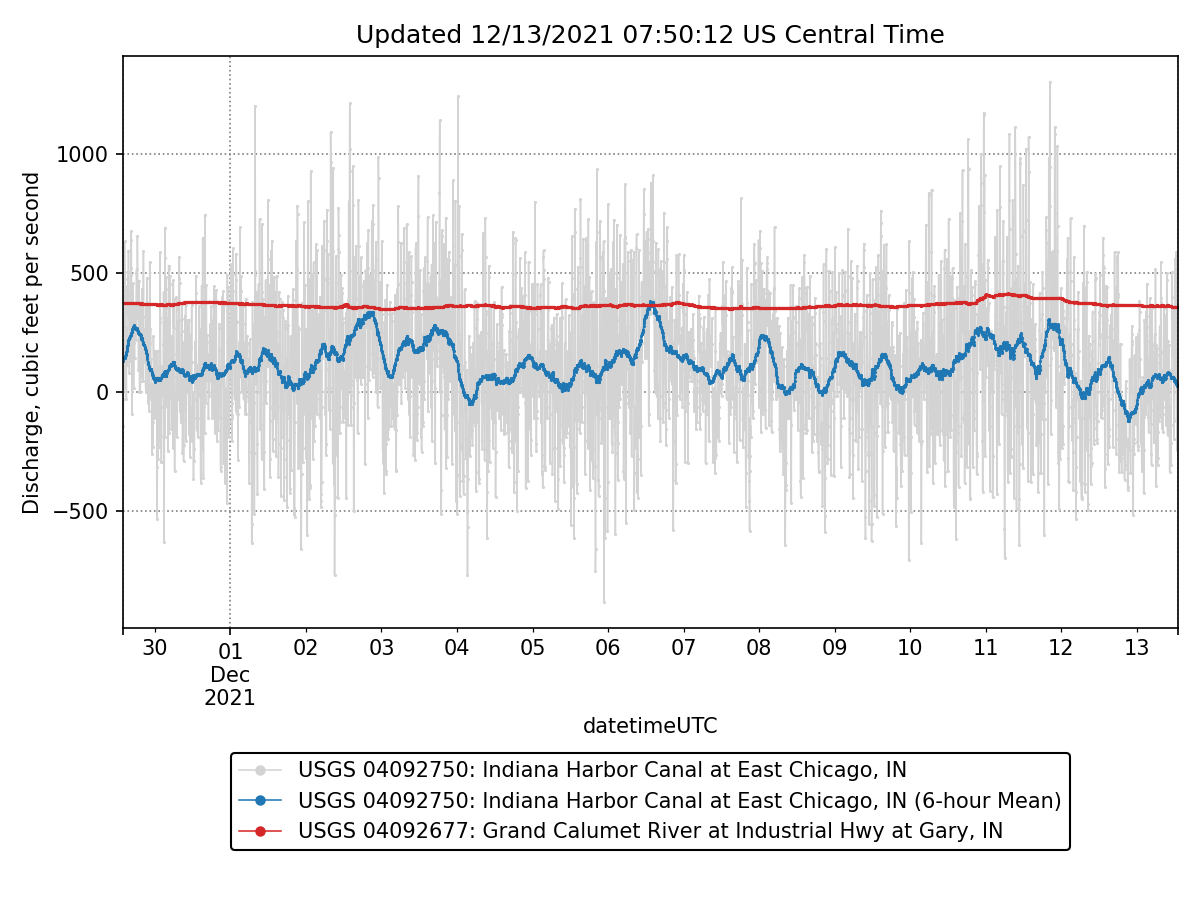 Updated 12/13/2021 07:50:12 US Central Time
Discharge, cubic feet per second
1000
500
0
−500
30
01
Dec
2021
02
03
04
05
06
07
08
09
10
11
12
13
datetimeUTC
USGS 04092750: Indiana Harbor Canal at East Chicago, IN
USGS 04092750: Indiana Harbor Canal at East Chicago, IN (6-hour Mean)
USGS 04092677: Grand Calumet River at Industrial Hwy at Gary, IN